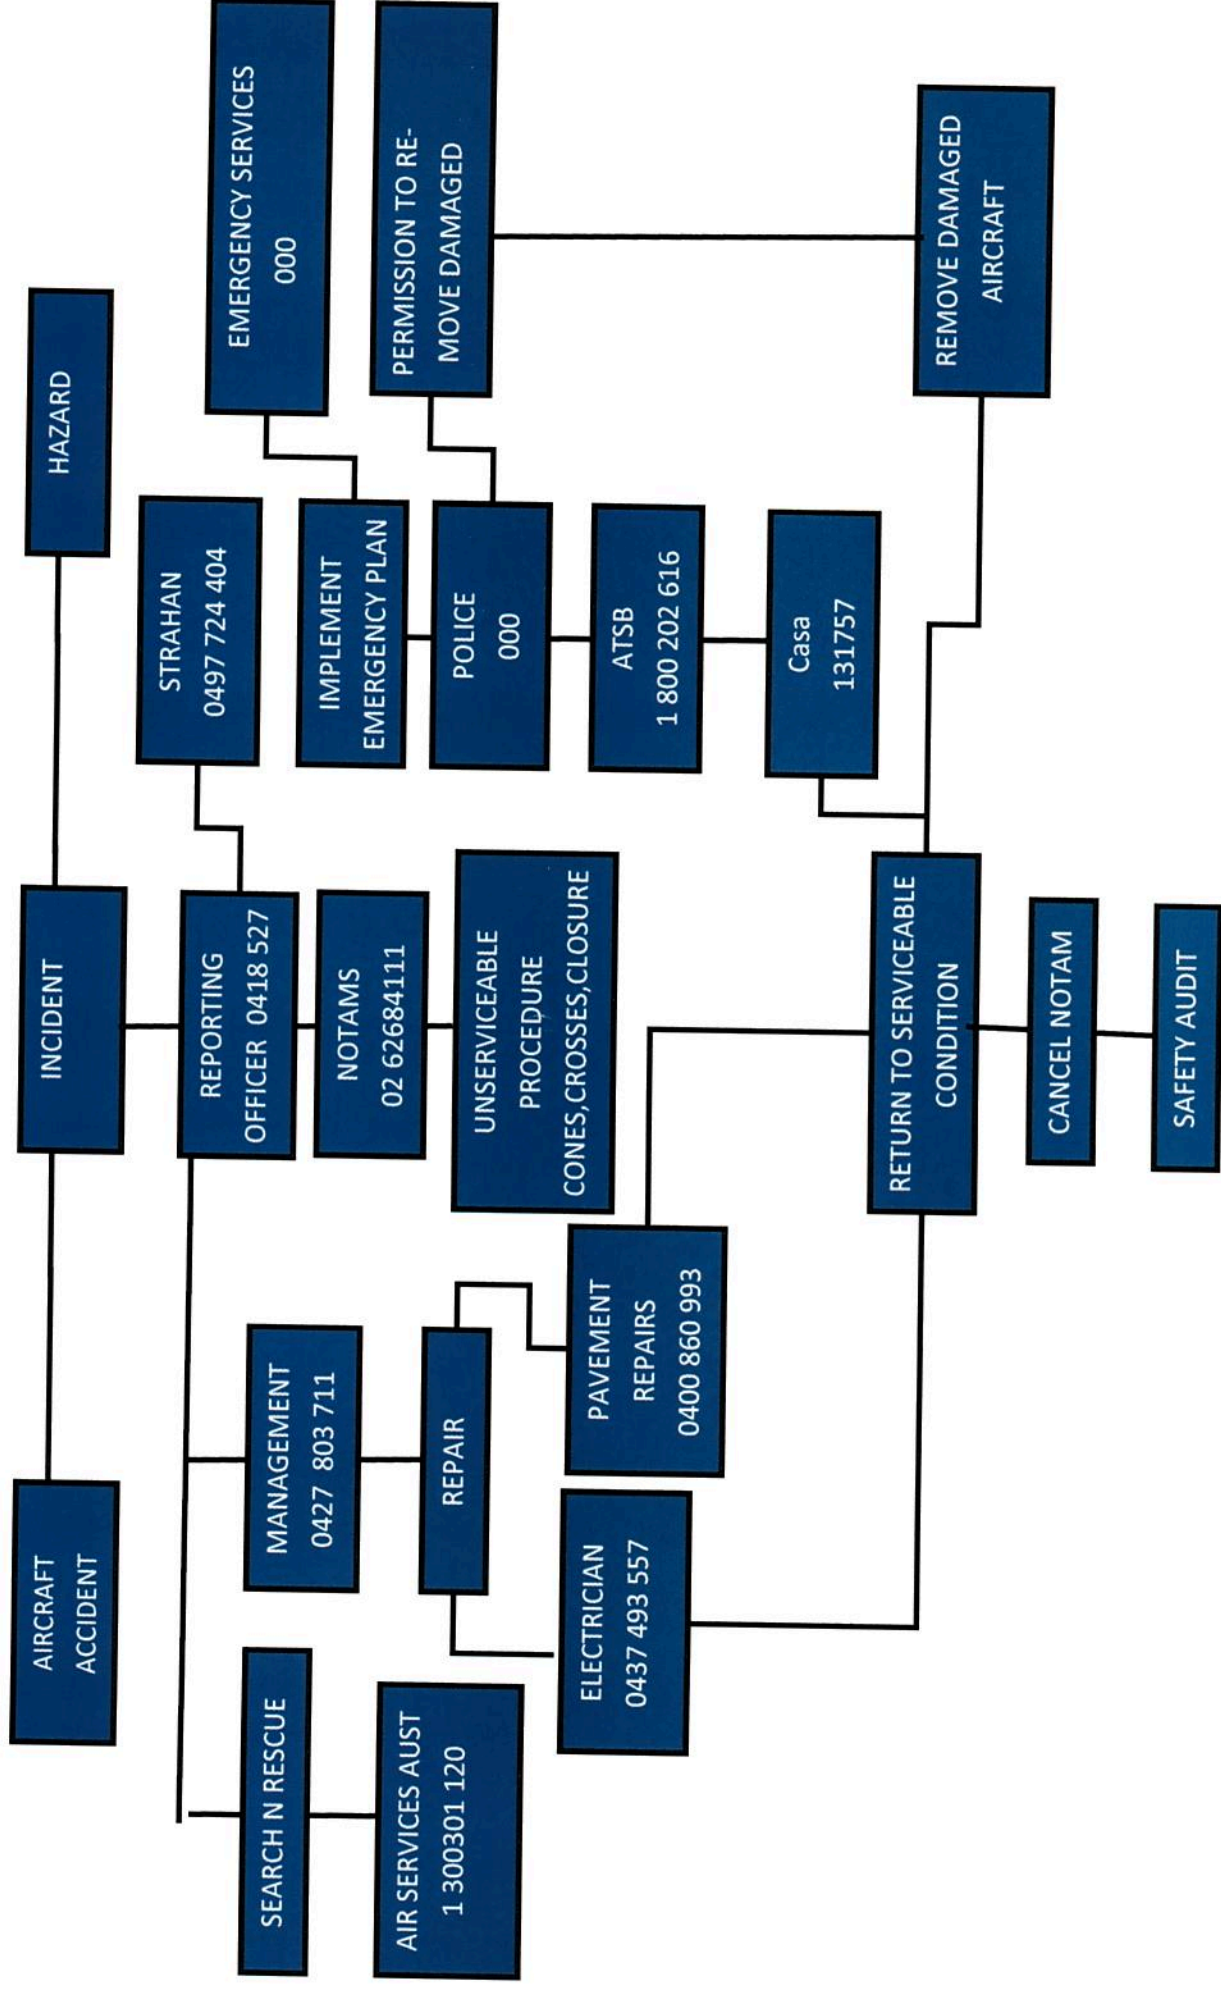 AIRCRAFT
ACCIDENT
INCIDENT
HAZARD
SEARCH N RESCUE
AIR SERVICES AUST
1 300301 120
MANAGEMENT
0427 803 711
REPAIR
ELECTRICIAN
0437 493 557
PAVEMENT
REPAIRS
0400 860 993
REPORTING
OFFICER 0418 527
NOTAMS
02 62684111
UNSERVICEABLE
PROCEDURE
CONES,CROSSES,CLOSURE
STRAHAN
0497 724 404
IMPLEMENT
EMERGENCY PLAN
POLICE
000
ATSB
1 800 202 616
Casa
131757
EMERGENCY SERVICES
000
PERMISSION TO RE-
MOVE DAMAGED
REMOVE DAMAGED
AIRCRAFT
RETURN TO SERVICEABLE
CONDITION
CANCEL NOTAM
SAFETY AUDIT